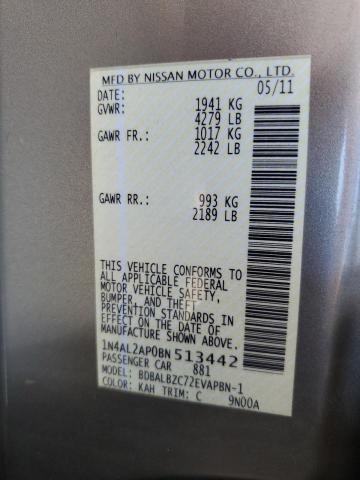 MFD BY NISSAN MOTOR CO., LTD.
DATE: 05/11
GVWR: 1941 KG
4279 LB
GAWR FR.: 1017 KG
2242 LB
GAWR RR.: 993 KG
2189 LB
THIS VEHICLE CONFORMS TO
ALL APPLICABLE FEDERAL
MOTOR VEHICLE SAFETY,
BUMPER, AND THEFT
PREVENTION STANDARDS IN
EFFECT ON THE DATE OF
MANUFACTURE SHOWN ABOVE.
1N4AL2AP0BN513442
PASSENGER CAR 881
MODEL: BDBALBZC72EVAPBN-1
COLOR: KAH TRIM: C 9N00A